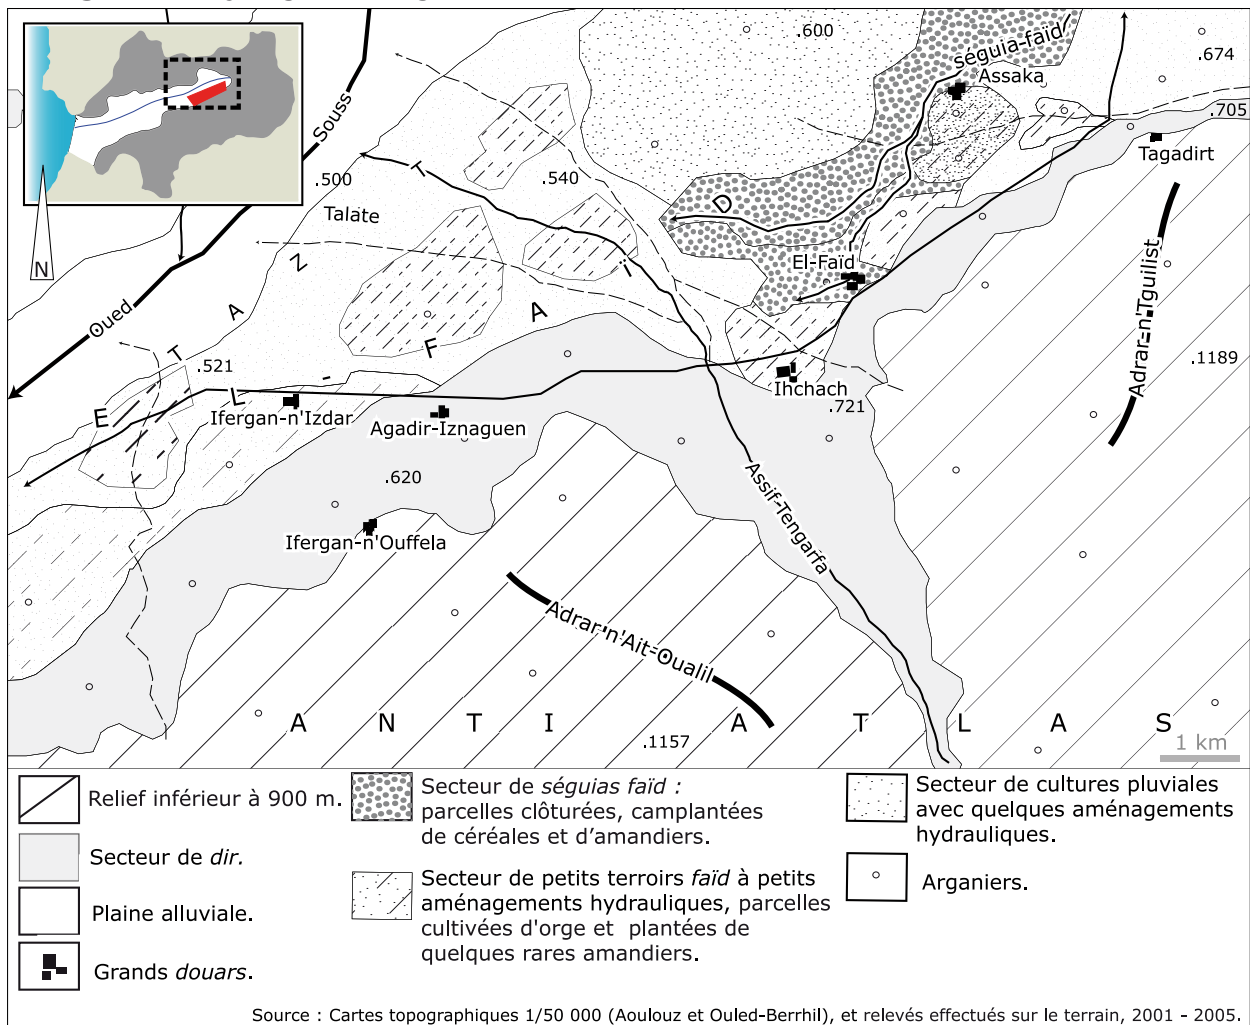 .600
séguia-faïd
.674
Assaka
.705
Tagadirt
Souss
.500
.540
Talate
D
T
i
N
El-Faïd
Adrar-n'Tguilist
Oued
Z
A
A
F
T
E
L
.521
.1189
Ihchach
.721
Ifergan-n'Izdar
Agadir-Iznaguen
.620
Assif-Tengarfa
Ifergan-n'Ouffela
Adrar n'Ait-Oualil
A N T I A T L A S
.1157
1 km
Relief inférieur à 900 m.
Secteur de dir.
Plaine alluviale.
Grands douars.
Secteur de séguias faïd :
parcelles clôturées, camplantées
de céréales et d'amandiers.
Secteur de petits terroirs faïd à petits
aménagements hydrauliques, parcelles
cultivées d'orge et plantées de
quelques rares amandiers.
Secteur de cultures pluviales
avec quelques aménagements
hydrauliques.
Arganiers.
Source : Cartes topographiques 1/50 000 (Aoulouz et Ouled-Berrhil), et relevés effectués sur le terrain, 2001 - 2005.